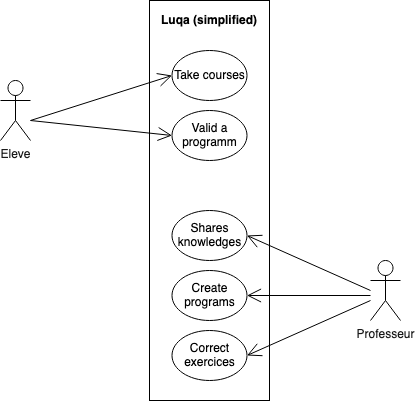 Luqa (simplified)
Take courses
Valid a
programm
Eleve
Shares
knowledges
Create
programs
Professeur
Correct
exercices